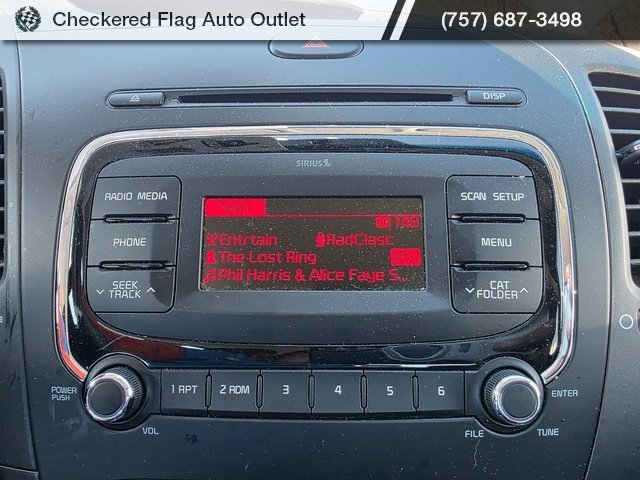 Checkered Flag Auto Outlet
(757) 687-3498
DISP
SIRIUS
RADIO MEDIA
SCAN SETUP
PHONE
MENU
SEEK
TRACK
CAT
FOLDER
148
Entrtain
RadClasc
The Lost Ring
Phil Harris & Alice Faye S...
POWER
PUSH
VOL
1 RPT
2 RDM
3
4
5
6
ENTER
FILE
TUNE